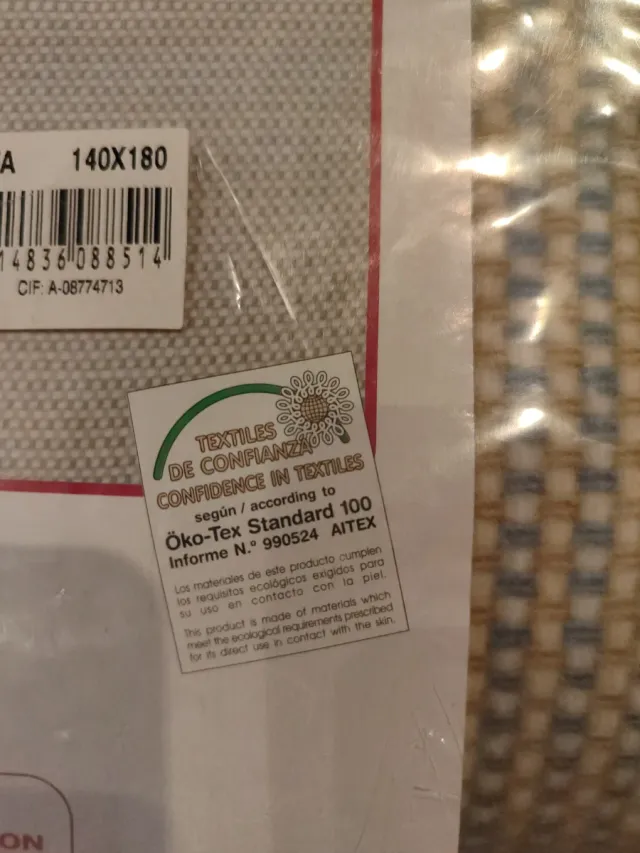 140X180
14836 088514
CIF: A-08774713
TEXTILES
DE CONFIANZA
CONFIDENCE IN TEXTILES
según / according to
Öko-Tex Standard 100
Informe N.º 990524 AITEX
Los materiales de este producto cumplen
los requisitos ecológicos exigidos para
su uso en contacto con la piel.
This product is made of materials which
meet the ecological requirements prescribed
for its direct use in contact with the skin.
ON